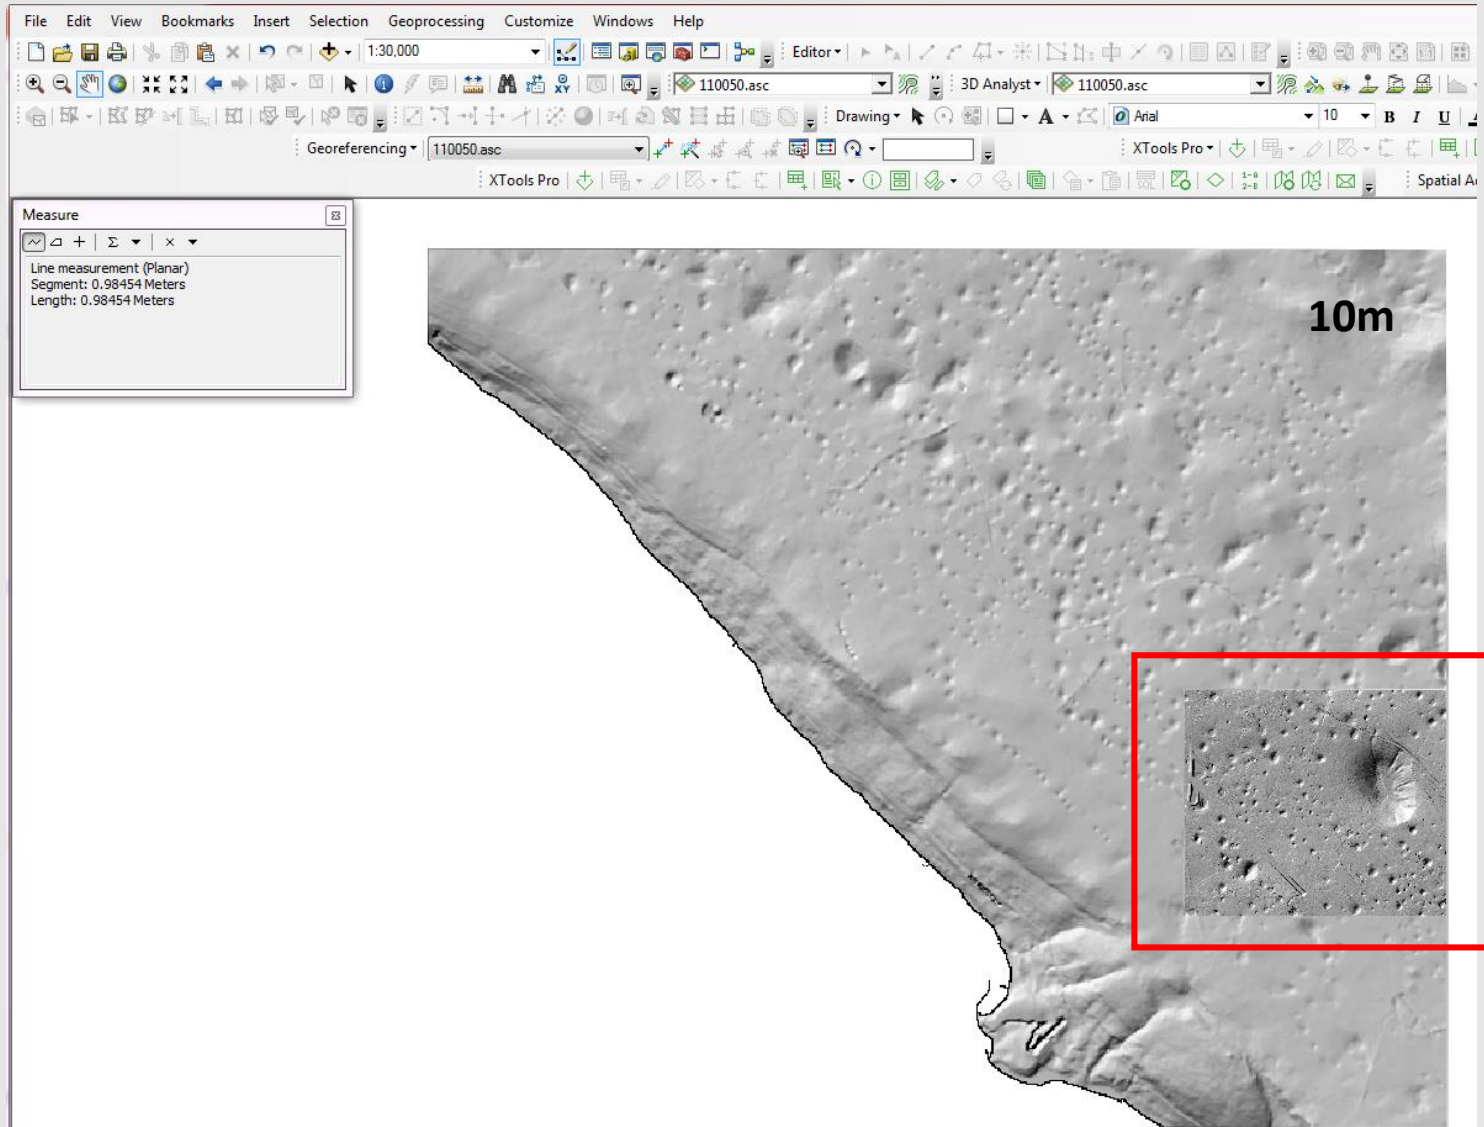 File Edit View Bookmarks Insert Selection Geoprocessing Customize Windows Help
1:30,000 Editor
110050.asc 3D Analyst 110050.asc
Drawing A Arial 10 B I U
Georeferencing 110050.asc XTools Pro
XTools Pro Spatial A
Measure
Line measurement (Planar)
Segment: 0.98454 Meters
Length: 0.98454 Meters
10m